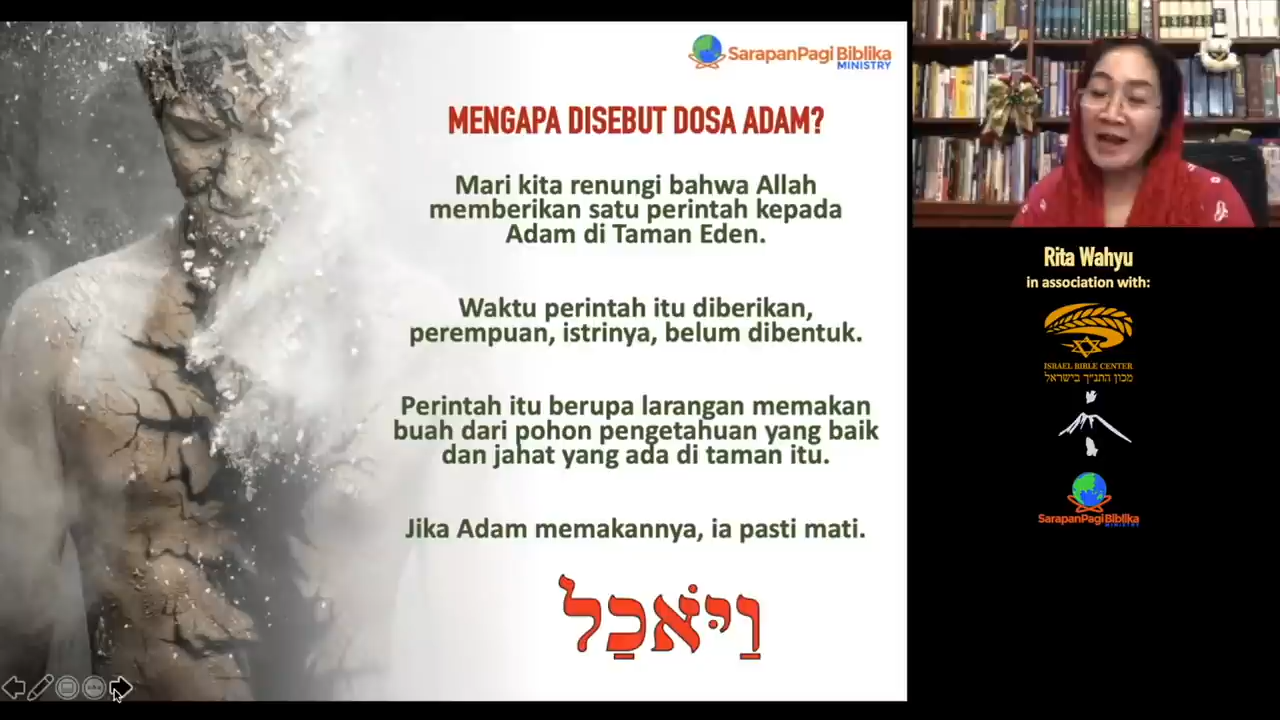 SarapanPagi Biblika
MINISTRY
MENGAPA DISEBUT DOSA ADAM?
Mari kita renungi bahwa Allah
memberikan satu perintah kepada
Adam di Taman Eden.
Waktu perintah itu diberikan,
perempuan, istrinya, belum dibentuk.
Perintah itu berupa larangan memakan
buah dari pohon pengetahuan yang baik
dan jahat yang ada di taman itu.
Jika Adam memakannya, ia pasti mati.
וַיֹּאכַל
Rita Wahyu
in association with:
ISRAEL BIBLE CENTER
מכון התנ״ך בישראל
SarapanPagi Biblika
MINISTRY